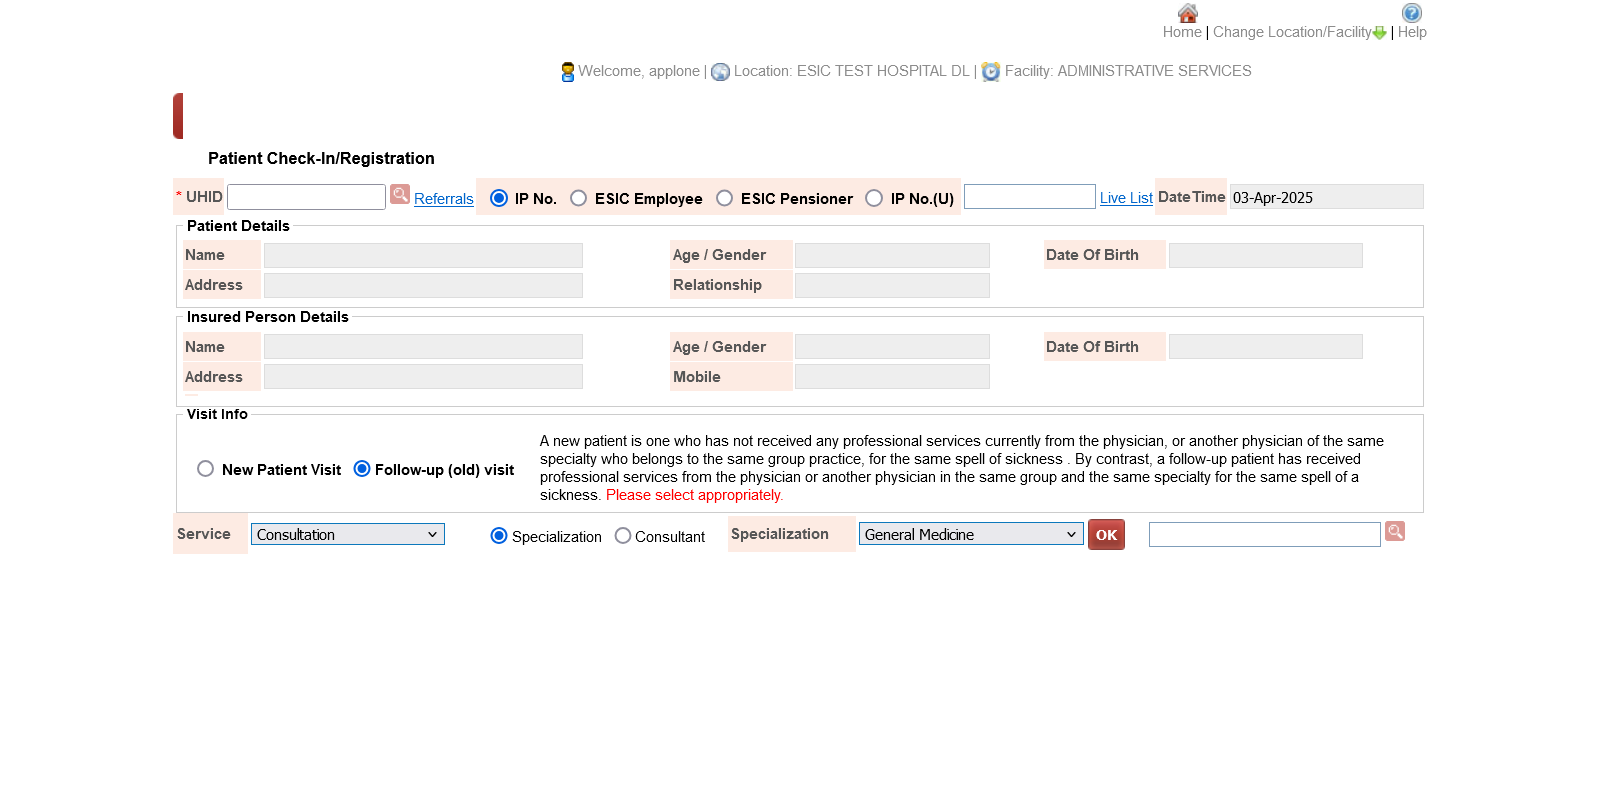 Home | Change Location/Facility | Help
Welcome, applone | Location: ESIC TEST HOSPITAL DL | Facility: ADMINISTRATIVE SERVICES
Patient Check-In/Registration
* UHID Referrals IP No. ESIC Employee ESIC Pensioner IP No.(U) Live List DateTime 03-Apr-2025
Patient Details
Name Age / Gender Date Of Birth
Address Relationship
Insured Person Details
Name Age / Gender Date Of Birth
Address Mobile
Visit Info
New Patient Visit Follow-up (old) visit
A new patient is one who has not received any professional services currently from the physician, or another physician of the same
specialty who belongs to the same group practice, for the same spell of sickness . By contrast, a follow-up patient has received
professional services from the physician or another physician in the same group and the same specialty for the same spell of a
sickness. Please select appropriately.
Service Consultation Specialization Consultant Specialization General Medicine OK